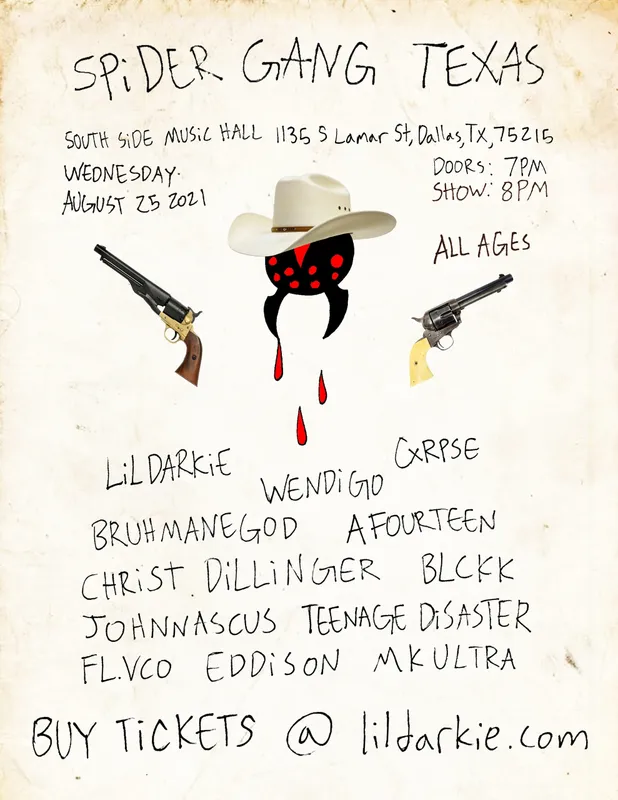 SPiDER GANG TEXAS
SOUTH SiDE MUSiC HALL 1135 S Lamar St, Dallas, TX, 75215
WEDNESDAY.
AUGUST 25 2021
DOORS: 7PM
SHOW: 8PM
ALL AGES
LiL DARKiE
CXRPSE
WENDiGO
BRUHMANEGOD AFOURTEEN
CHRIST DiLLiNGER BLCKK
JOHNNASCUS TEENAGE DiSASTER
FL.VCO EDDiSON MKULTRA
BUY TiCKETS @ lildarkie.com